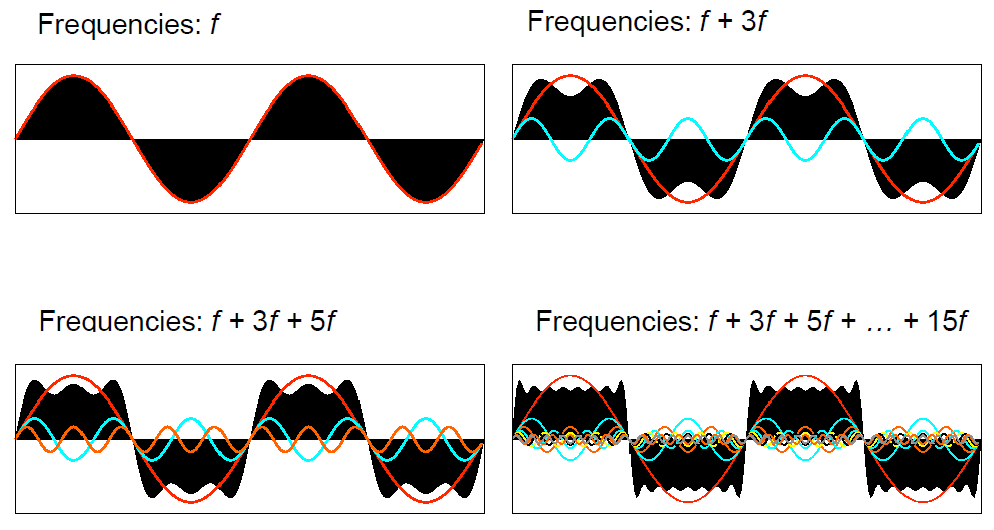 Frequencies: f
Frequencies: f + 3f
Frequencies: f + 3f + 5f
Frequencies: f + 3f + 5f + … + 15f